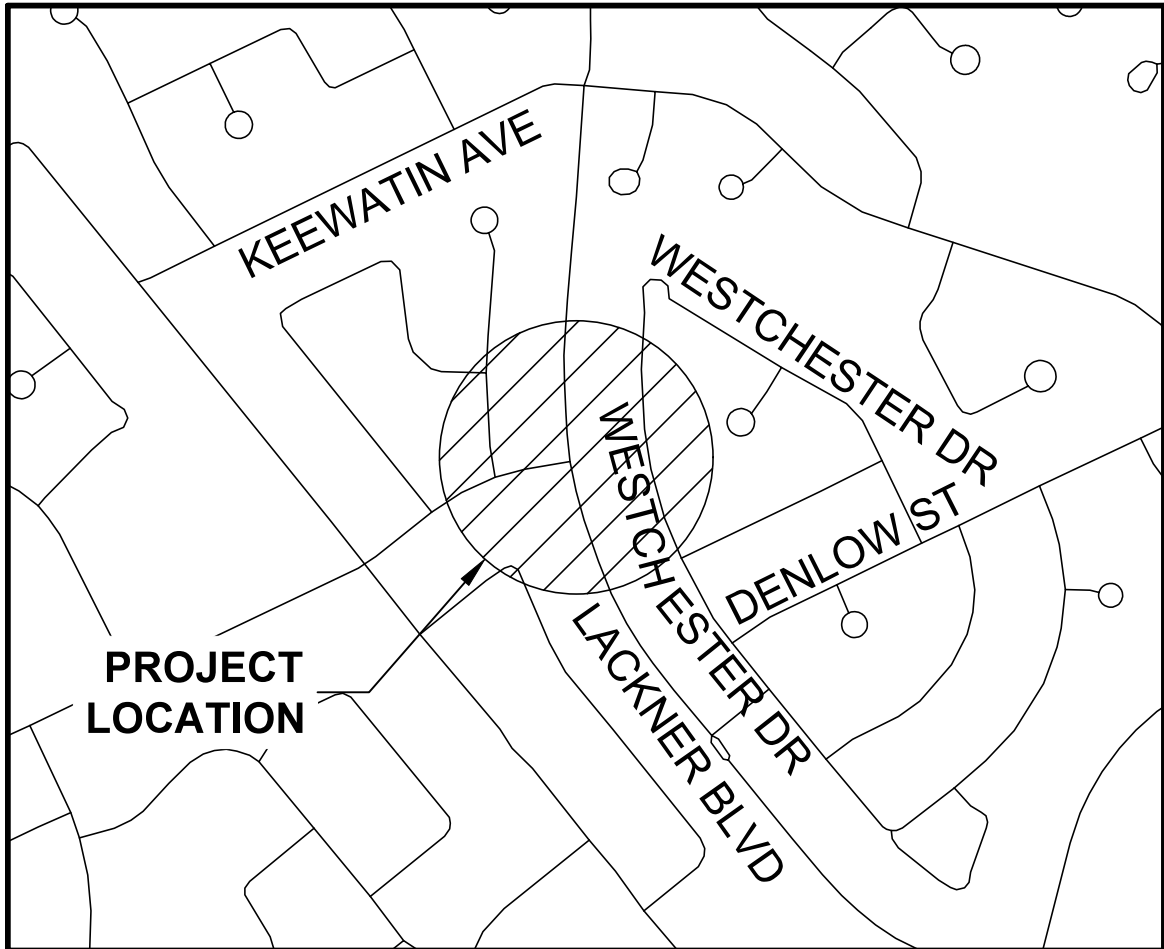 KEEWATIN AVE
WESTCHESTER DR
WESTCHESTER DR
DENLOW ST
LACKNER BLVD
PROJECT
LOCATION